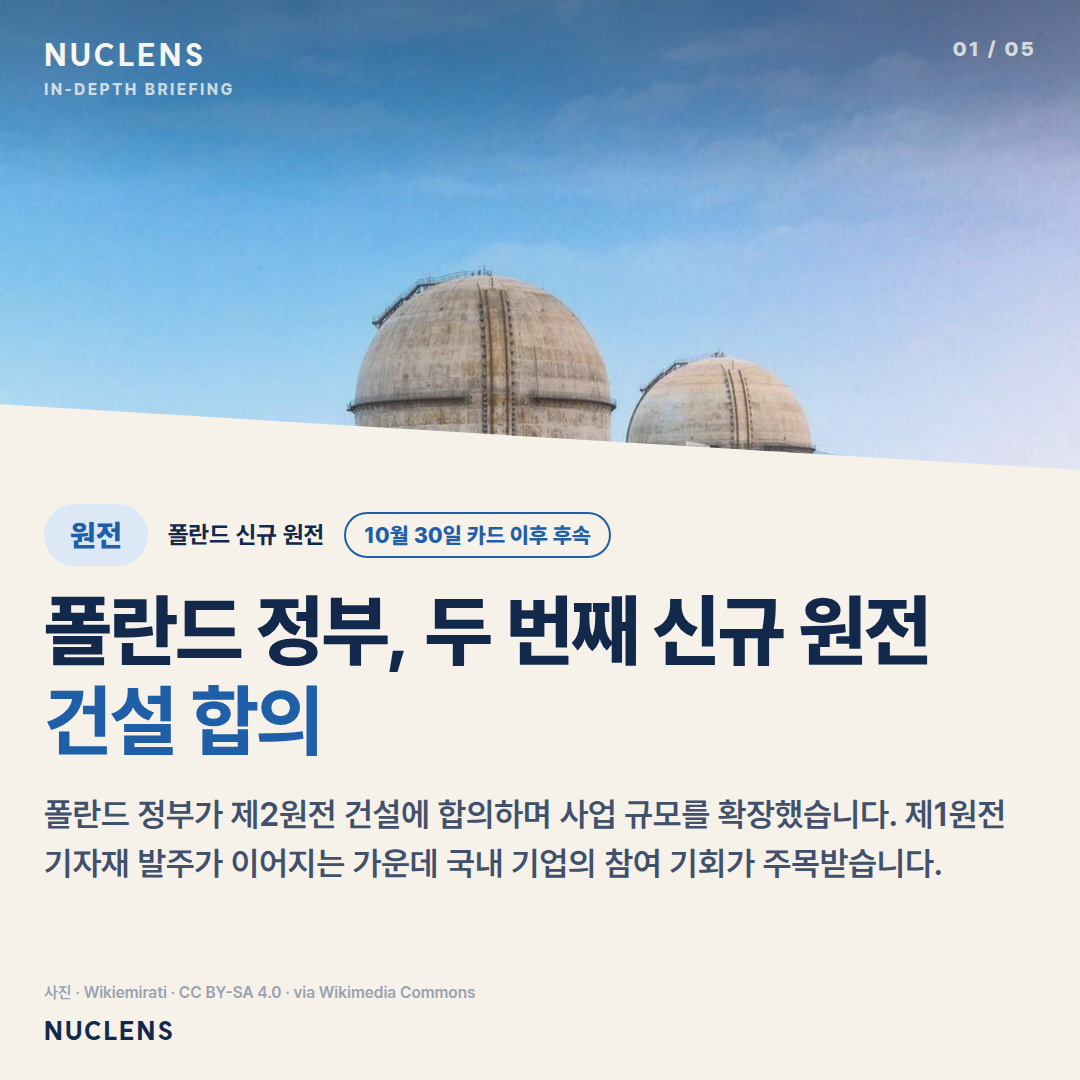 NUCLENS
IN-DEPTH BRIEFING
01 / 05
원전
폴란드 신규 원전
10월 30일 카드 이후 후속
폴란드 정부, 두 번째 신규 원전
건설 합의
폴란드 정부가 제2원전 건설에 합의하며 사업 규모를 확장했습니다. 제1원전
기자재 발주가 이어지는 가운데 국내 기업의 참여 기회가 주목받습니다.
사진 · Wikiemirati · CC BY-SA 4.0 · via Wikimedia Commons
NUCLENS